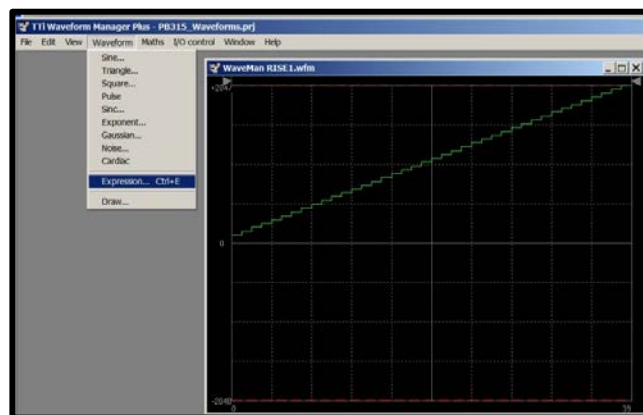 TTi Waveform Manager Plus - PB315_Waveforms.prj
File Edit View Waveform Maths I/O control Window Help
Sine...
Triangle...
Square...
Pulse
Sinc...
Exponent...
Gaussian...
Noise...
Cardiac
Expression... Ctrl+E
Draw...
WaveMan RISE1.wfm
+2047
0
-2048
0